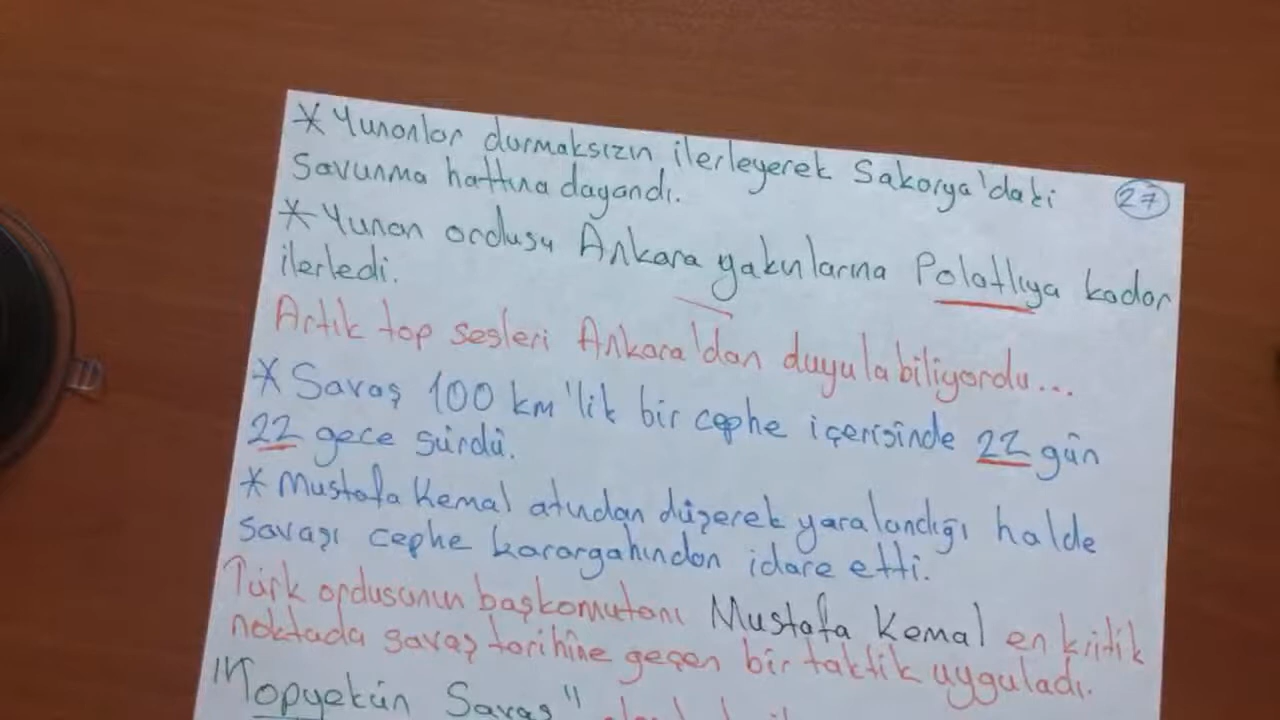 * Yunanlar durmaksızın ilerleyerek Sakarya'daki
savunma hattına dayandı.
27
* Yunan ordusu Ankara yakınlarına Polatlıya kadar
ilerledi.
Artık top sesleri Ankara'dan duyulabiliyordu...
* Savaş 100 km'lik bir cephe içerisinde 22 gün
22 gece sürdü.
* Mustafa Kemal atından düşerek yaralandığı halde
savaşı cephe karargahından idare etti.
Türk ordusunun başkomutanı Mustafa Kemal en kritik
noktada savaş tarihine geçen bir taktik uyguladı.
"Topyekün Savaş"